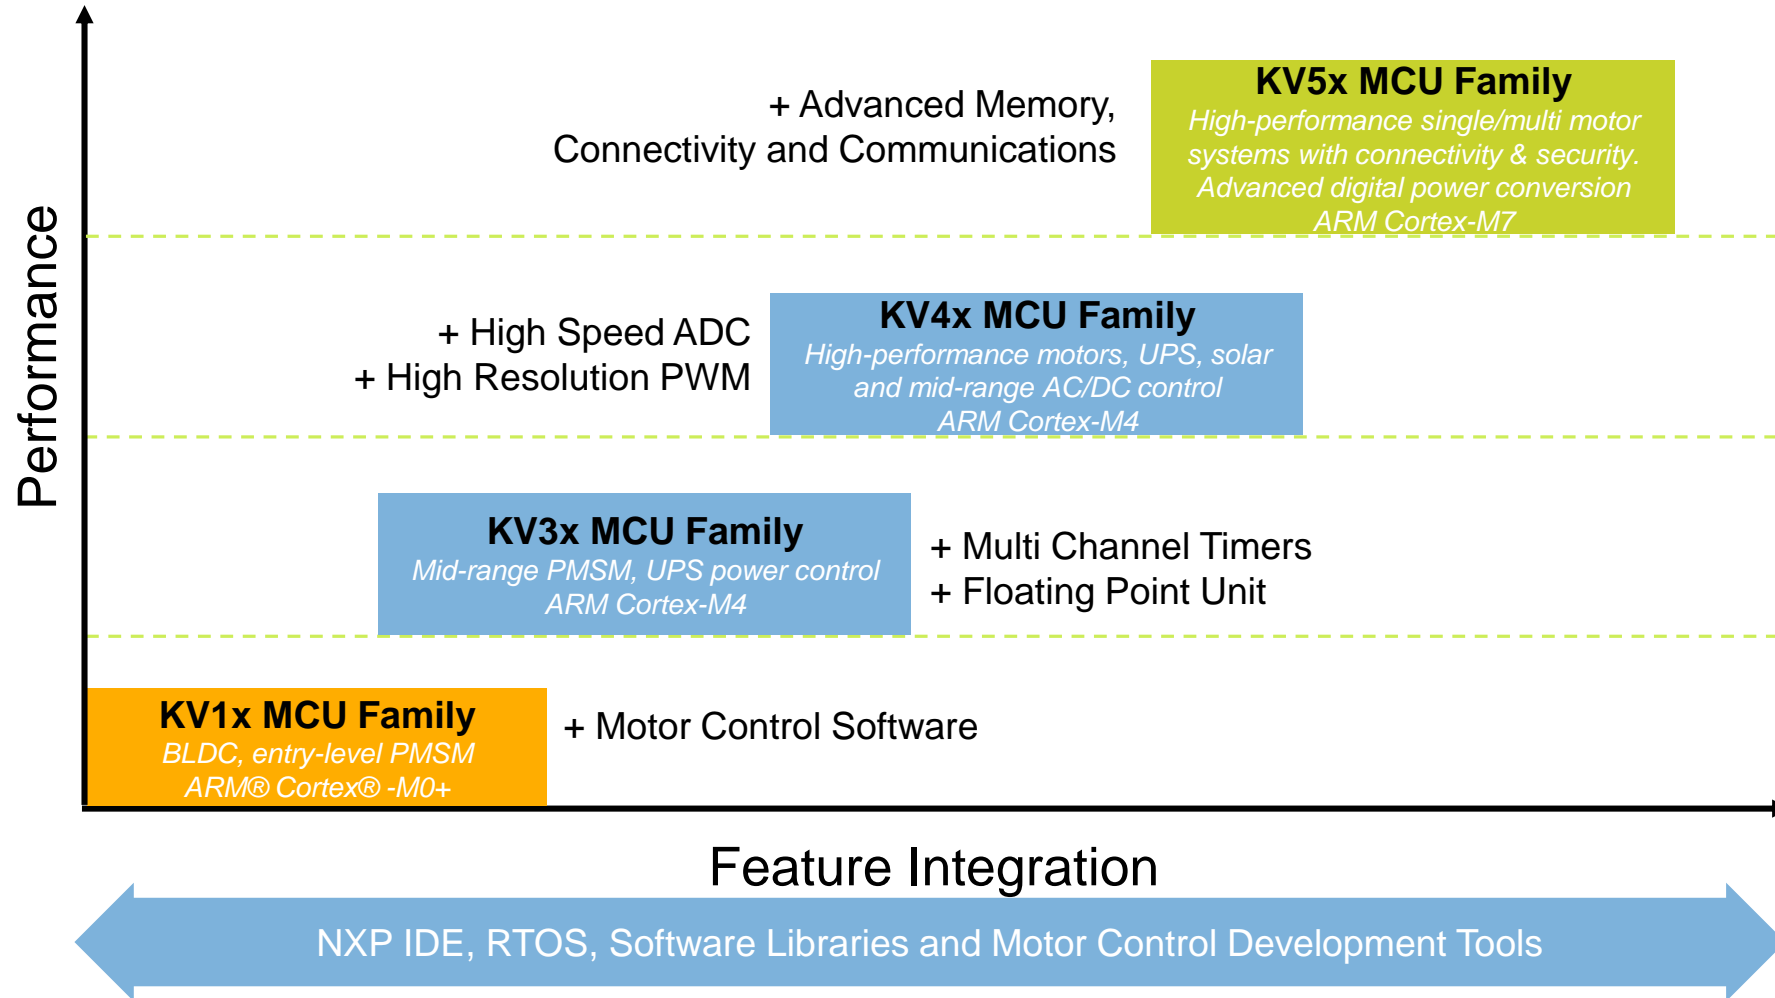 Performance
+ Advanced Memory,
Connectivity and Communications
KV5x MCU Family
High-performance single/multi motor
systems with connectivity & security.
Advanced digital power conversion
ARM Cortex-M7
+ High Speed ADC
+ High Resolution PWM
KV4x MCU Family
High-performance motors, UPS, solar
and mid-range AC/DC control
ARM Cortex-M4
KV3x MCU Family
Mid-range PMSM, UPS power control
ARM Cortex-M4
+ Multi Channel Timers
+ Floating Point Unit
KV1x MCU Family
BLDC, entry-level PMSM
ARM® Cortex® -M0+
+ Motor Control Software
Feature Integration
NXP IDE, RTOS, Software Libraries and Motor Control Development Tools